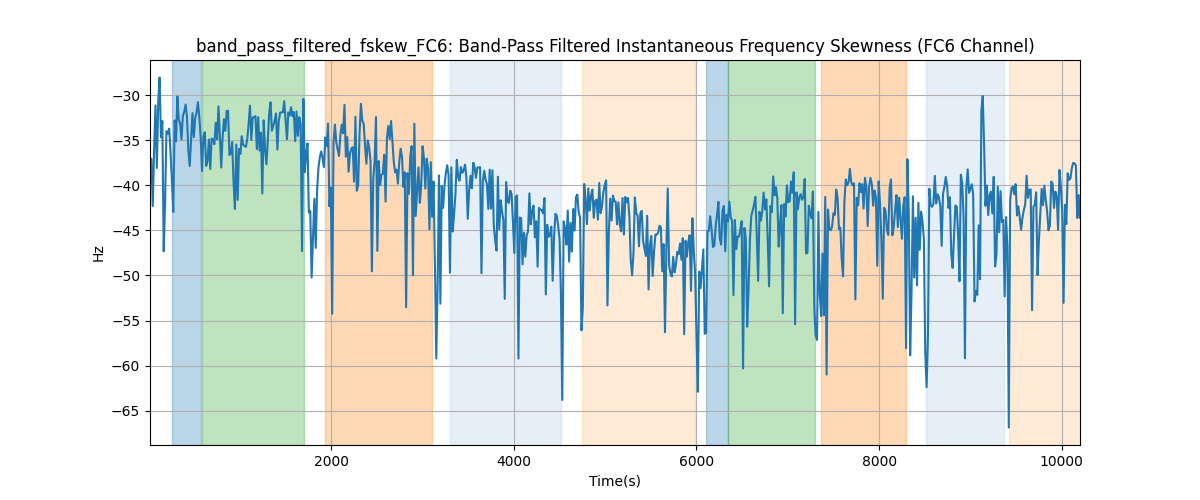 band_pass_filtered_fskew_FC6: Band-Pass Filtered Instantaneous Frequency Skewness (FC6 Channel)
−30
−35
−40
−45
−50
−55
−60
−65
Hz
2000 4000 6000 8000 10000
Time(s)